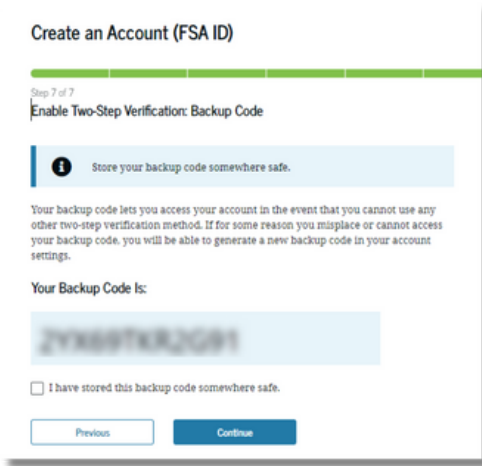 Create an Account (FSA ID)
Step 7 of 7
Enable Two-Step Verification: Backup Code
Store your backup code somewhere safe.
Your backup code lets you access your account in the event that you cannot use any
other two-step verification method. If for some reason you misplace or cannot access
your backup code, you will be able to generate a new backup code in your account
settings.
Your Backup Code Is:
I have stored this backup code somewhere safe.
Previous
Continue